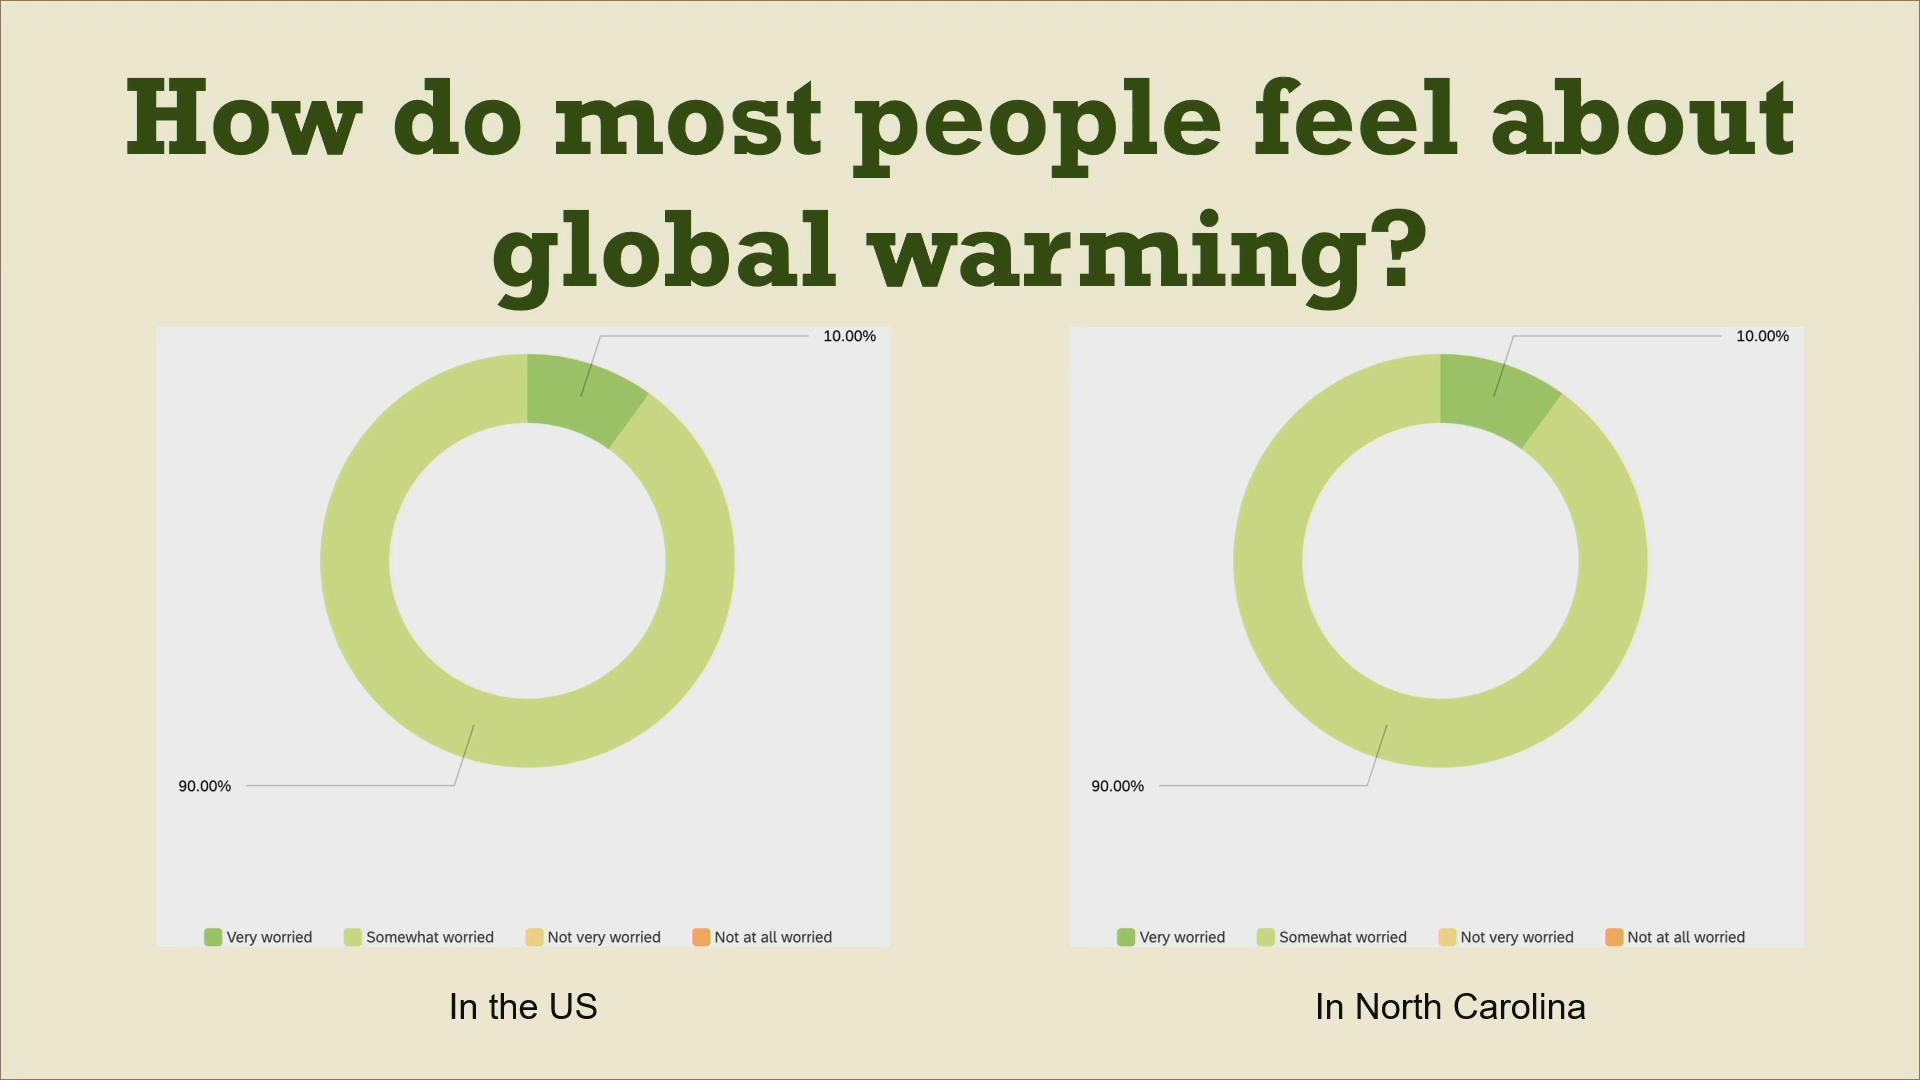 How do most people feel about
global warming?
10.00%
90.00%
Very worried Somewhat worried Not very worried Not at all worried
In the US
10.00%
90.00%
Very worried Somewhat worried Not very worried Not at all worried
In North Carolina